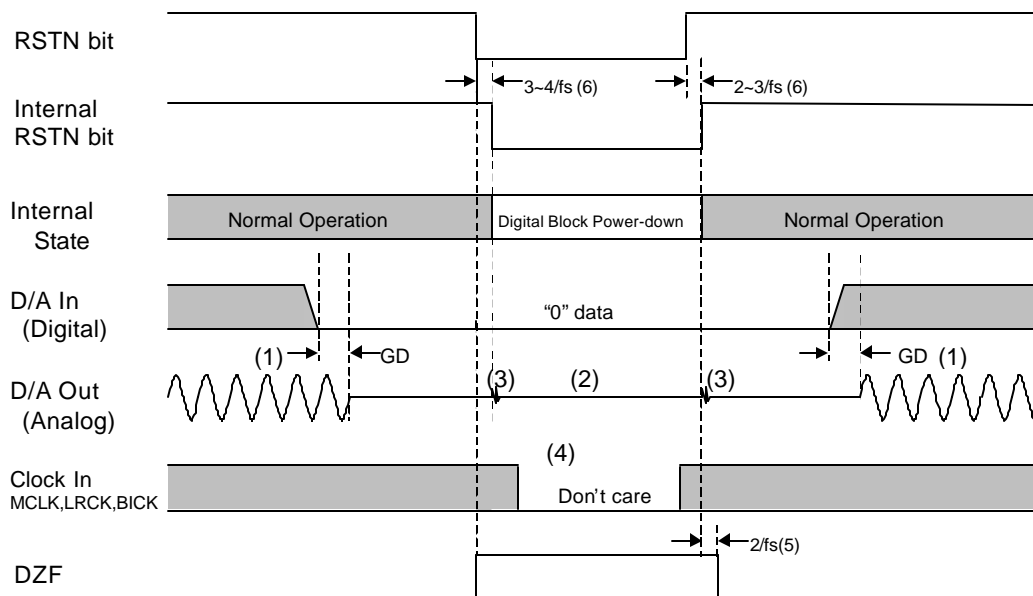 RSTN bit
3~4/fs (6)
2~3/fs (6)
Internal
RSTN bit
Internal
State
Normal Operation
Digital Block Power-down
Normal Operation
D/A In
(Digital)
“0” data
(1)
GD
GD
(1)
D/A Out
(Analog)
(3)
(2)
(3)
(4)
Clock In
MCLK,LRCK,BICK
Don’t care
2/fs(5)
DZF